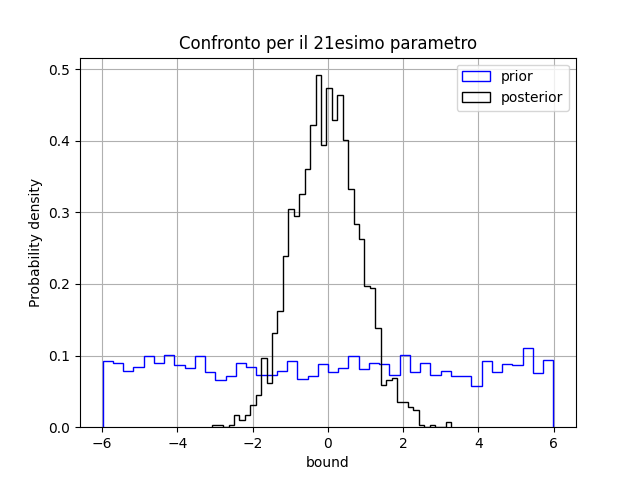 Confronto per il 21esimo parametro
prior
posterior
Probability density
0.5
0.4
0.3
0.2
0.1
0.0
−6
−4
−2
0
2
4
6
bound